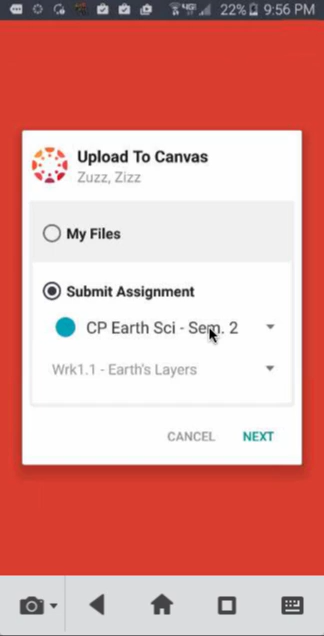 22% 9:56 PM
Upload To Canvas
Zuzz, Zizz
My Files
Submit Assignment
CP Earth Sci - Sem. 2
Wrk1.1 - Earth's Layers
CANCEL NEXT